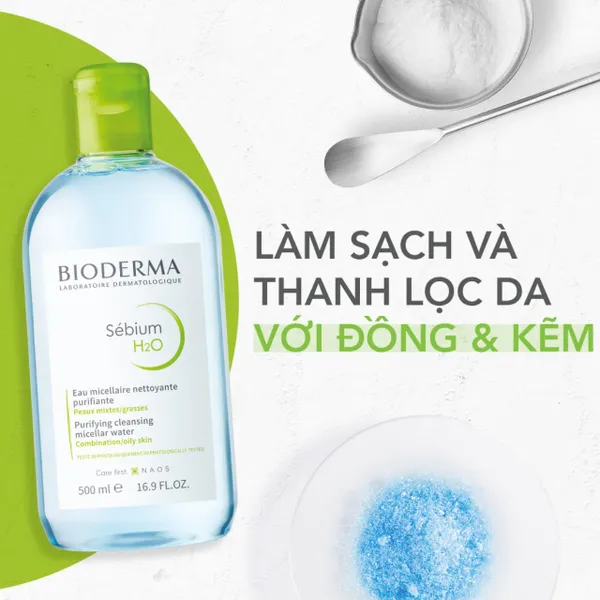 BIODERMA
LABORATOIRE DERMATOLOGIQUE
Sébium
H2O
Eau micellaire nettoyante
purifiante
Peaux mixtes/grasses
Purifying cleansing
micellar water
Combination/oily skin
Care first. NAOS
500 ml e 16.9 FL.OZ.
LÀM SẠCH VÀ
THANH LỌC DA
VỚI ĐỒNG & KẼM